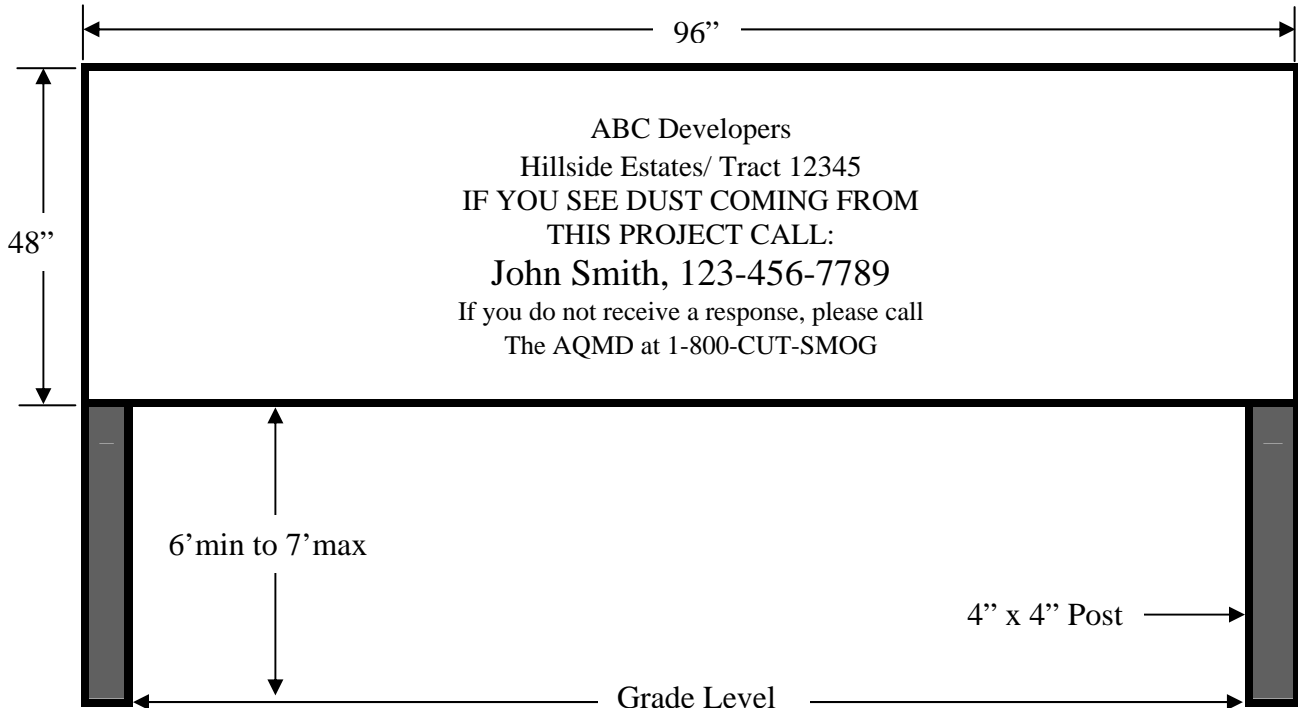 96”
ABC Developers
Hillside Estates/ Tract 12345
IF YOU SEE DUST COMING FROM
THIS PROJECT CALL:
John Smith, 123-456-7789
If you do not receive a response, please call
The AQMD at 1-800-CUT-SMOG
48”
6’min to 7’max
4” x 4” Post
Grade Level